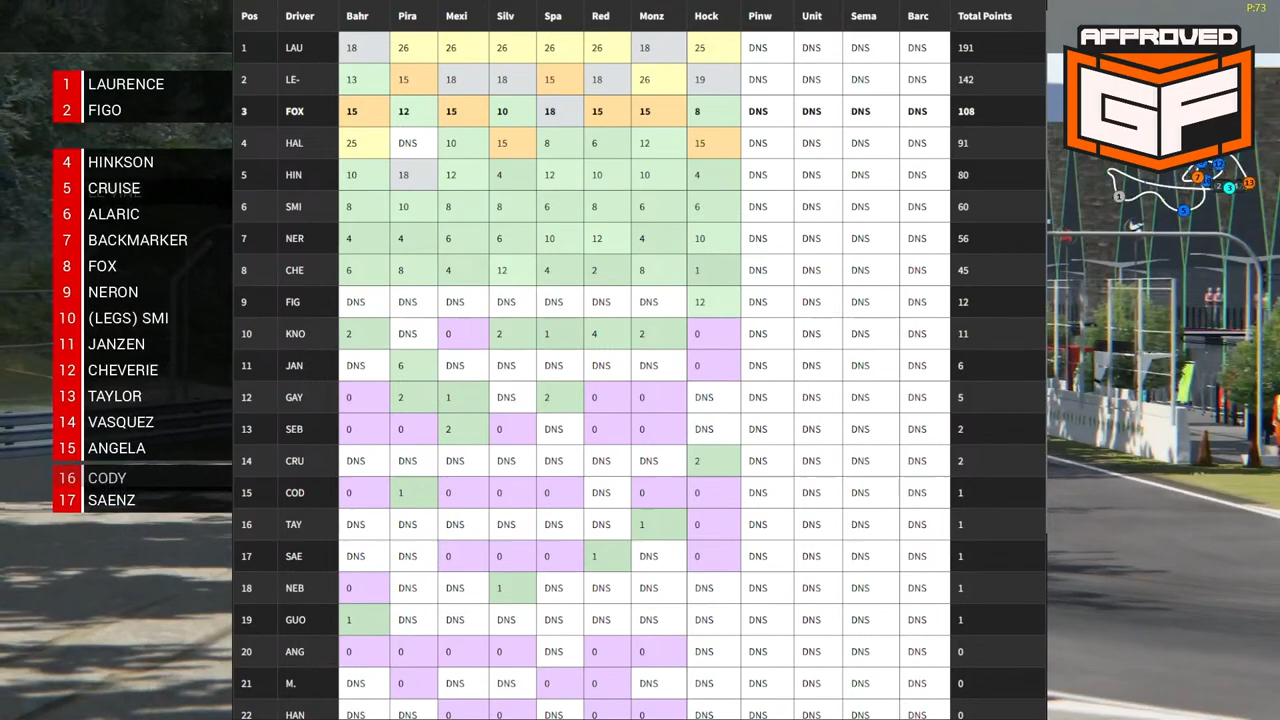 P:73
APPROVED
GF
1 LAURENCE
2 FIGO
4 HINKSON
5 CRUISE
6 ALARIC
7 BACKMARKER
8 FOX
9 NERON
10 (LEGS) SMI
11 JANZEN
12 CHEVERIE
13 TAYLOR
14 VASQUEZ
15 ANGELA
16 CODY
17 SAENZ
Pos Driver Bahr Pira Mexi Silv Spa Red Monz Hock Pinw Unit Sema Barc Total Points
1 LAU 18 26 26 26 26 26 18 25 DNS DNS DNS DNS 191
2 LE- 13 15 18 18 15 18 26 19 DNS DNS DNS DNS 142
3 FOX 15 12 15 10 18 15 15 8 DNS DNS DNS DNS 108
4 HAL 25 DNS 10 15 8 6 12 15 DNS DNS DNS DNS 91
5 HIN 10 18 12 4 12 10 10 4 DNS DNS DNS DNS 80
6 SMI 8 10 8 8 6 8 6 6 DNS DNS DNS DNS 60
7 NER 4 4 6 6 10 12 4 10 DNS DNS DNS DNS 56
8 CHE 6 8 4 12 4 2 8 1 DNS DNS DNS DNS 45
9 FIG DNS DNS DNS DNS DNS DNS DNS 12 DNS DNS DNS DNS 12
10 KNO 2 DNS 0 2 1 4 2 0 DNS DNS DNS DNS 11
11 JAN DNS 6 DNS DNS DNS DNS DNS 0 DNS DNS DNS DNS 6
12 GAY 0 2 1 DNS 2 0 0 DNS DNS DNS DNS DNS 5
13 SEB 0 0 2 0 DNS 0 0 DNS DNS DNS DNS DNS 2
14 CRU DNS DNS DNS DNS DNS DNS DNS 2 DNS DNS DNS DNS 2
15 COD 0 1 0 0 0 DNS 0 0 DNS DNS DNS DNS 1
16 TAY DNS DNS DNS DNS DNS DNS 1 0 DNS DNS DNS DNS 1
17 SAE DNS DNS 0 0 0 1 DNS 0 DNS DNS DNS DNS 1
18 NEB 0 DNS DNS 1 DNS DNS DNS DNS DNS DNS DNS DNS 1
19 GUO 1 DNS DNS DNS DNS DNS DNS DNS DNS DNS DNS DNS 1
20 ANG 0 0 0 0 DNS 0 0 DNS DNS DNS DNS DNS 0
21 M. DNS 0 DNS DNS 0 0 DNS DNS DNS DNS DNS DNS 0
22 HAN DNS DNS 0 0 DNS 0 0 DNS DNS DNS DNS DNS 0